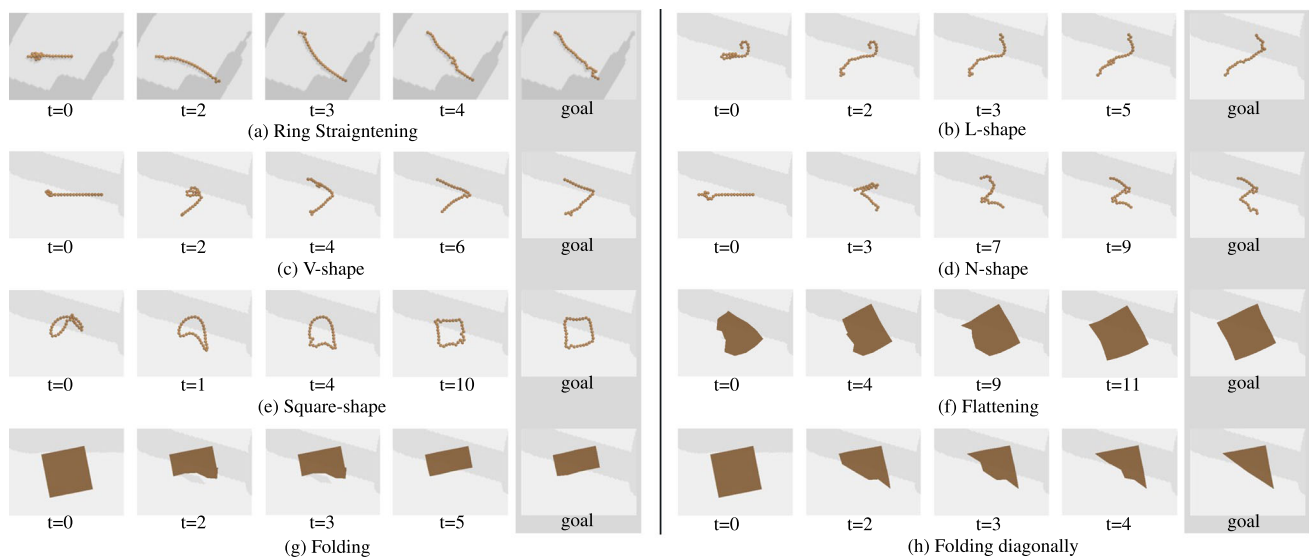 t=0 t=2 t=3 t=4 goal
(a) Ring Straigntening
t=0 t=2 t=3 t=5 goal
(b) L-shape
t=0 t=2 t=4 t=6 goal
(c) V-shape
t=0 t=3 t=7 t=9 goal
(d) N-shape
t=0 t=1 t=4 t=10 goal
(e) Square-shape
t=0 t=4 t=9 t=11 goal
(f) Flattening
t=0 t=2 t=3 t=5 goal
(g) Folding
t=0 t=2 t=3 t=4 goal
(h) Folding diagonally